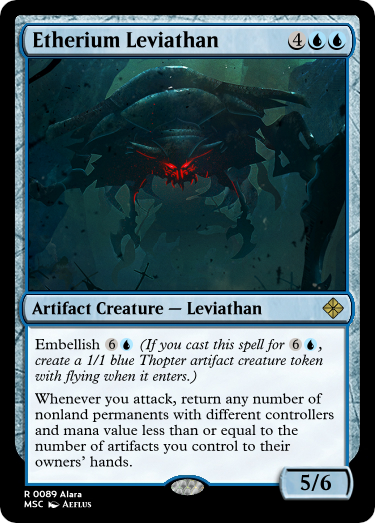 Etherium Leviathan 4
Artifact Creature — Leviathan
Embellish 6 (If you cast this spell for 6 ,
create a 1/1 blue Thopter artifact creature token
with flying when it enters.)
Whenever you attack, return any number of
nonland permanents with different controllers
and mana value less than or equal to the
number of artifacts you control to their
owners' hands.
5/6
R 0089 Alara
MSC Aeflus